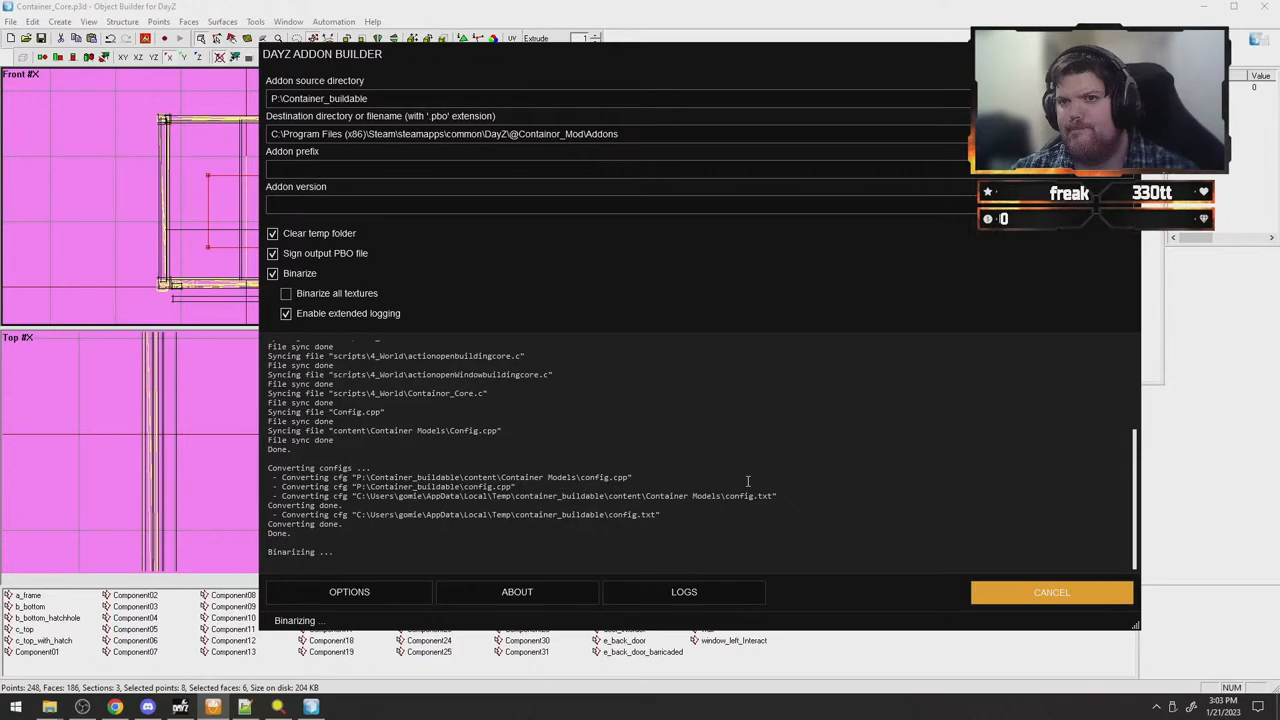 Container_Core.p3d - Object Builder for DayZ
File Edit Create View Structure Points Faces Surfaces Tools Window Automation Help
UV Extrude
XY XZ YZ X Y Z
Front #X
Top #X
DAYZ ADDON BUILDER
Addon source directory
P:\Container_buildable
Destination directory or filename (with '.pbo' extension)
C:\Program Files (x86)\Steam\steamapps\common\DayZ\@Containor_Mod\Addons
Addon prefix
Addon version
Clear temp folder
Sign output PBO file
Binarize
Binarize all textures
Enable extended logging
File sync done
Syncing file "scripts\4_World\actionopenbuildingcore.c"
File sync done
Syncing file "scripts\4_World\actionopenWindowbuildingcore.c"
File sync done
Syncing file "scripts\4_World\Containor_Core.c"
File sync done
Syncing file "Config.cpp"
File sync done
Syncing file "content\Container Models\Config.cpp"
File sync done
Done.
Converting configs ...
- Converting cfg "P:\Container_buildable\content\Container Models\config.cpp"
- Converting cfg "P:\Container_buildable\config.cpp"
- Converting cfg "C:\Users\gomie\AppData\Local\Temp\container_buildable\content\Container Models\config.txt"
Converting done.
- Converting cfg "C:\Users\gomie\AppData\Local\Temp\container_buildable\config.txt"
Converting done.
Done.
Binarizing ...
OPTIONS ABOUT LOGS CANCEL
Binarizing ...
freak 330tt
0
Value
0
a_frame Component02 Component08
b_bottom Component03 Component09
b_bottom_hatchhole Component04 Component10
c_top Component05 Component11
c_top_with_hatch Component06 Component12 Component18 Component24 Component30 e_back_door window_left_Interact
Component01 Component07 Component13 Component19 Component25 Component31 e_back_door_barricaded
Points: 248, Faces: 186, Sections: 3, Selected points: 8, Selected faces: 6, Size on disk: 204 KB
NUM
3:03 PM
1/21/2023